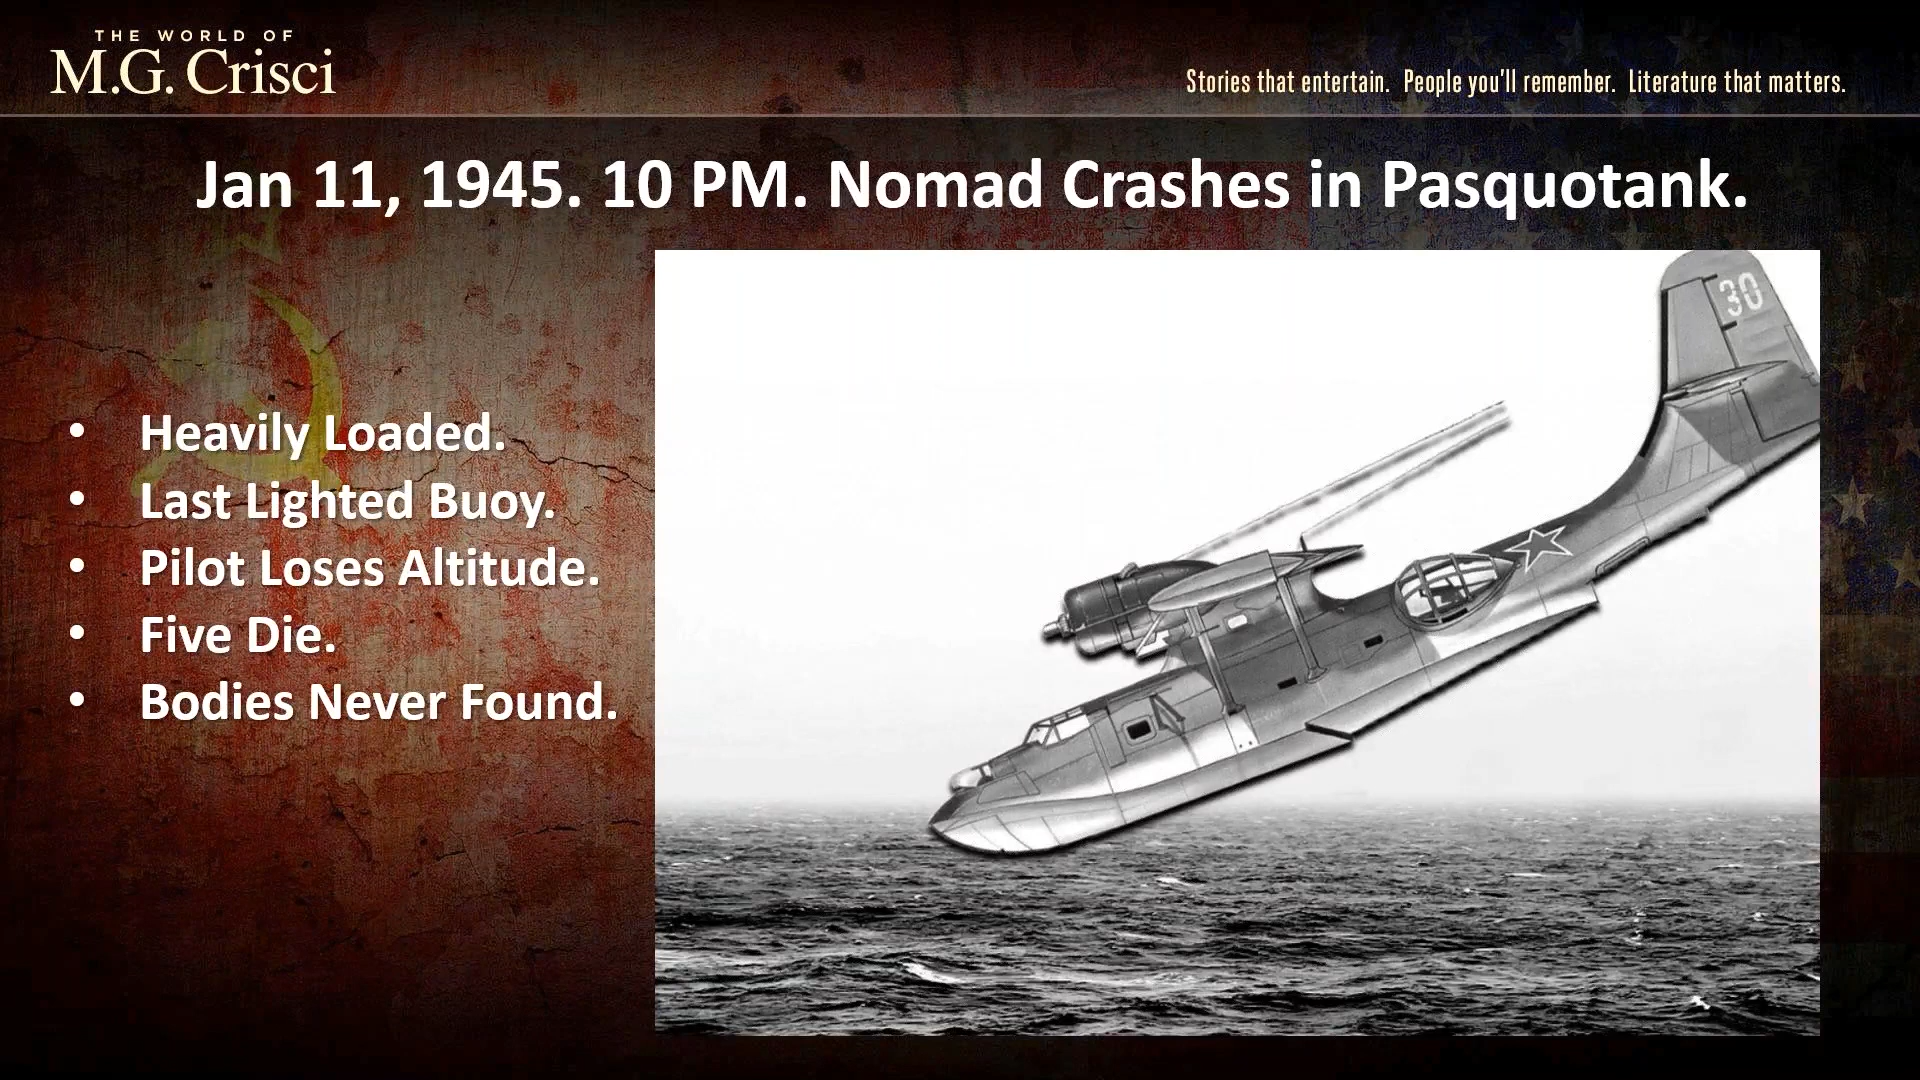 THE WORLD OF
M.G. Crisci
Stories that entertain. People you'll remember. Literature that matters.
Jan 11, 1945. 10 PM. Nomad Crashes in Pasquotank.
• Heavily Loaded.
• Last Lighted Buoy.
• Pilot Loses Altitude.
• Five Die.
• Bodies Never Found.
30